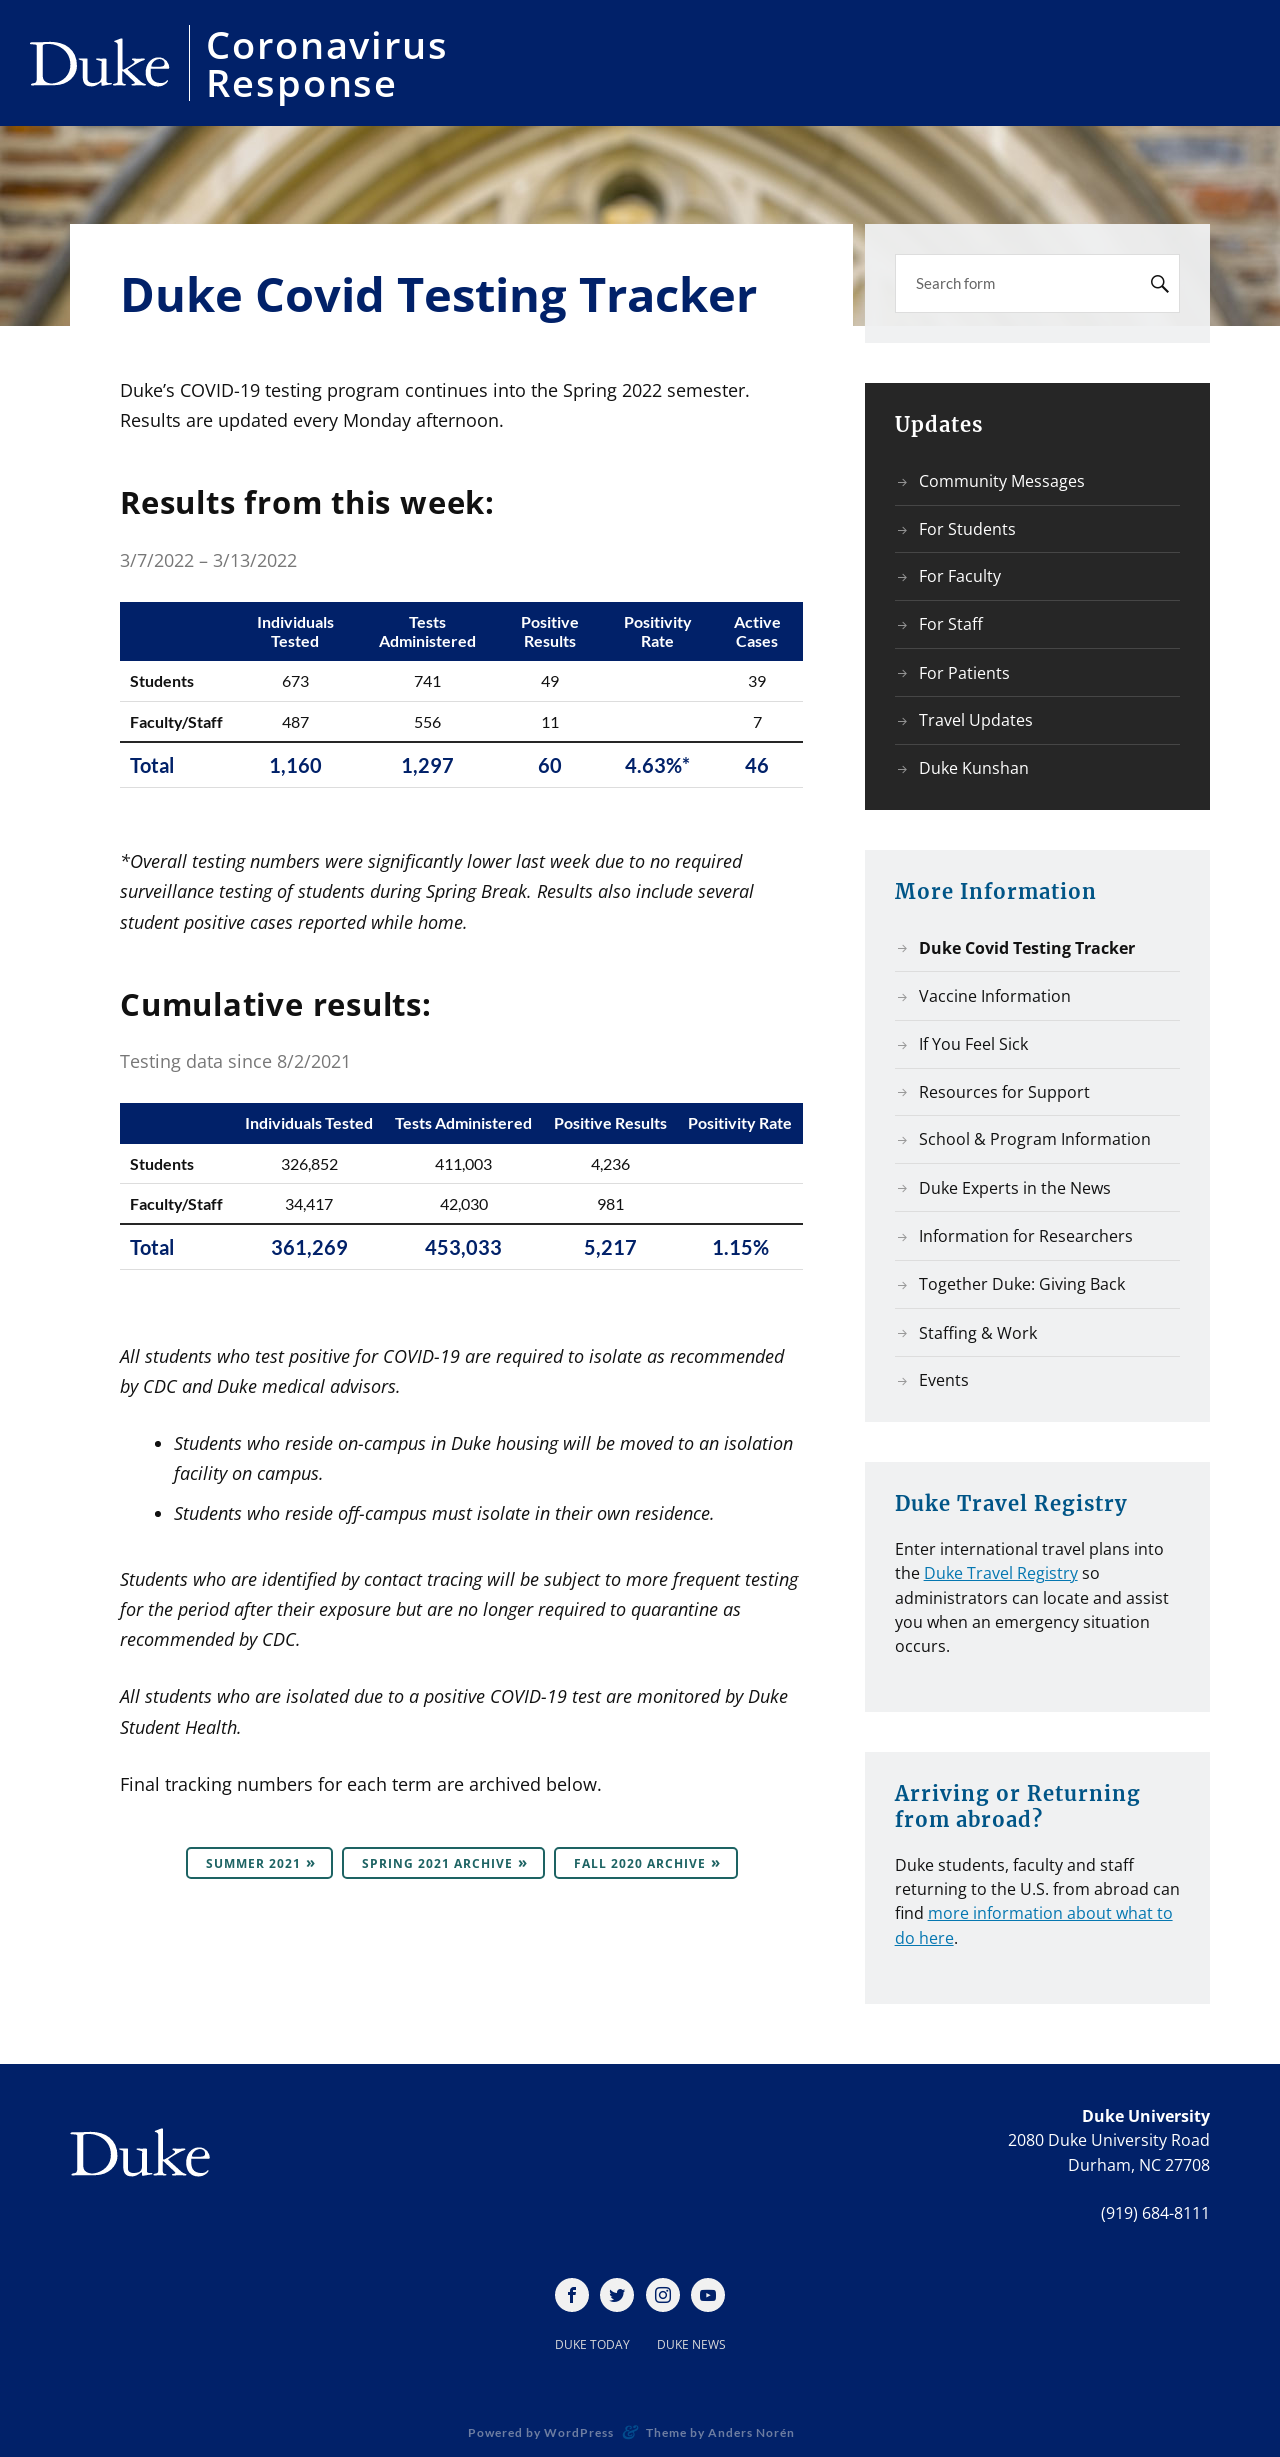 Duke
Coronavirus
Response
Duke Covid Testing Tracker
Duke’s COVID-19 testing program continues into the Spring 2022 semester.
Results are updated every Monday afternoon.
Results from this week:
3/7/2022 – 3/13/2022
Individuals Tested Tests Administered Positive Results Positivity Rate Active Cases
Students 673 741 49 39
Faculty/Staff 487 556 11 7
Total 1,160 1,297 60 4.63%* 46
*Overall testing numbers were significantly lower last week due to no required
surveillance testing of students during Spring Break. Results also include several
student positive cases reported while home.
Cumulative results:
Testing data since 8/2/2021
Individuals Tested Tests Administered Positive Results Positivity Rate
Students 326,852 411,003 4,236
Faculty/Staff 34,417 42,030 981
Total 361,269 453,033 5,217 1.15%
All students who test positive for COVID-19 are required to isolate as recommended
by CDC and Duke medical advisors.
• Students who reside on-campus in Duke housing will be moved to an isolation
facility on campus.
• Students who reside off-campus must isolate in their own residence.
Students who are identified by contact tracing will be subject to more frequent testing
for the period after their exposure but are no longer required to quarantine as
recommended by CDC.
All students who are isolated due to a positive COVID-19 test are monitored by Duke
Student Health.
Final tracking numbers for each term are archived below.
SUMMER 2021 » SPRING 2021 ARCHIVE » FALL 2020 ARCHIVE »
Search form
Updates
→ Community Messages
→ For Students
→ For Faculty
→ For Staff
→ For Patients
→ Travel Updates
→ Duke Kunshan
More Information
→ Duke Covid Testing Tracker
→ Vaccine Information
→ If You Feel Sick
→ Resources for Support
→ School & Program Information
→ Duke Experts in the News
→ Information for Researchers
→ Together Duke: Giving Back
→ Staffing & Work
→ Events
Duke Travel Registry
Enter international travel plans into
the Duke Travel Registry so
administrators can locate and assist
you when an emergency situation
occurs.
Arriving or Returning
from abroad?
Duke students, faculty and staff
returning to the U.S. from abroad can
find more information about what to
do here.
Duke
Duke University
2080 Duke University Road
Durham, NC 27708
(919) 684-8111
DUKE TODAY DUKE NEWS
Powered by WordPress & Theme by Anders Norén